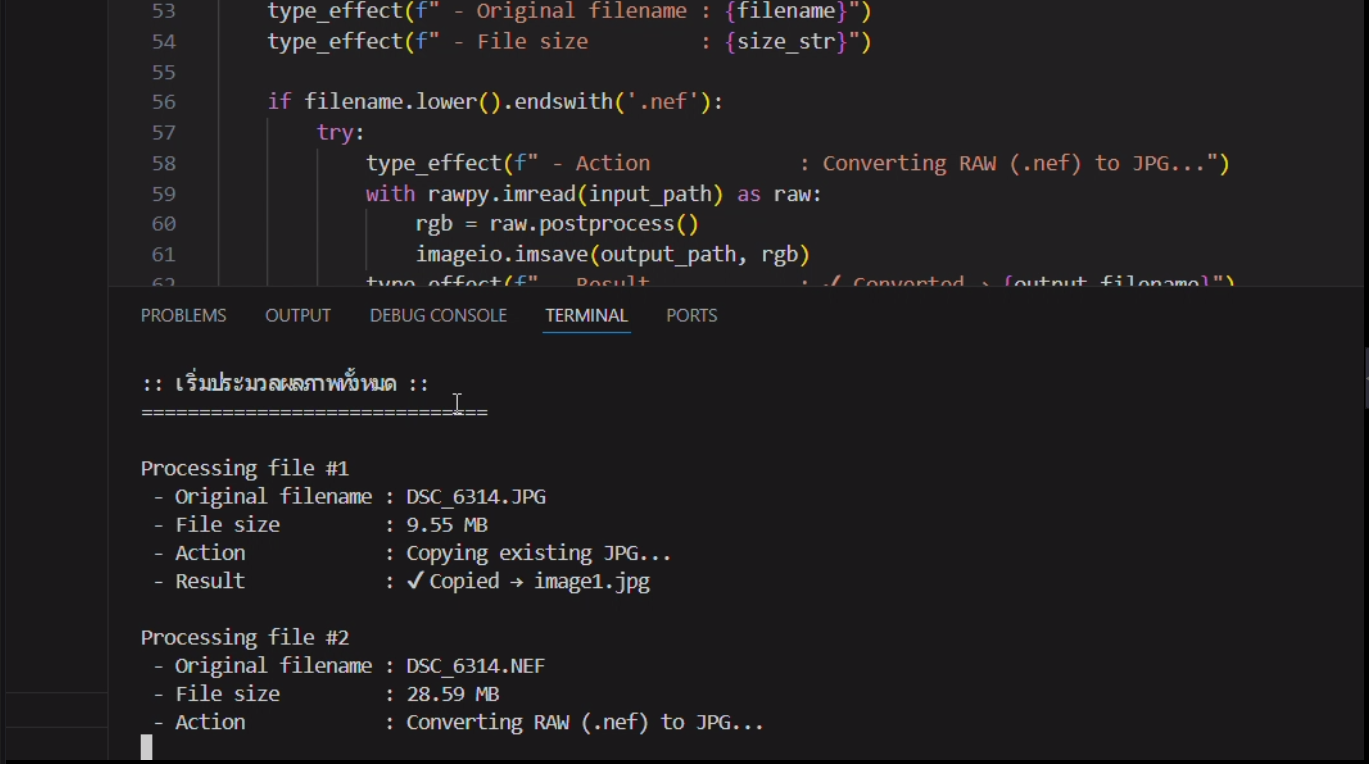 53 type_effect(f" - Original filename : {filename}")
54 type_effect(f" - File size : {size_str}")
55
56 if filename.lower().endswith('.nef'):
57 try:
58 type_effect(f" - Action : Converting RAW (.nef) to JPG...")
59 with rawpy.imread(input_path) as raw:
60 rgb = raw.postprocess()
61 imageio.imsave(output_path, rgb)
62 type_effect(f" - Result : ✓ Converted → {output_filename}")
PROBLEMS OUTPUT DEBUG CONSOLE TERMINAL PORTS
:: เริ่มประมวลผลภาพทั้งหมด ::
==============================
Processing file #1
- Original filename : DSC_6314.JPG
- File size : 9.55 MB
- Action : Copying existing JPG...
- Result : ✓ Copied → image1.jpg
Processing file #2
- Original filename : DSC_6314.NEF
- File size : 28.59 MB
- Action : Converting RAW (.nef) to JPG...